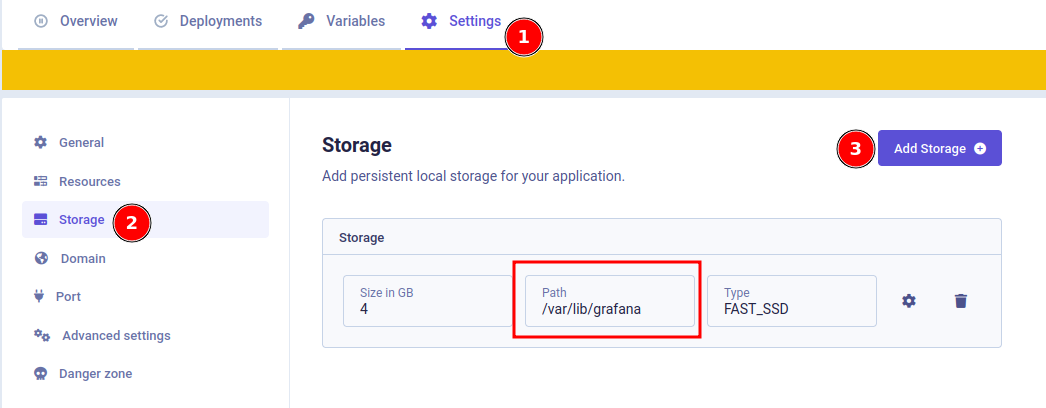 Overview Deployments Variables Settings
1
General
Resources
Storage
2
Domain
Port
Advanced settings
Danger zone
Storage
Add persistent local storage for your application.
3
Add Storage
Storage
Size in GB
4
Path
/var/lib/grafana
Type
FAST_SSD